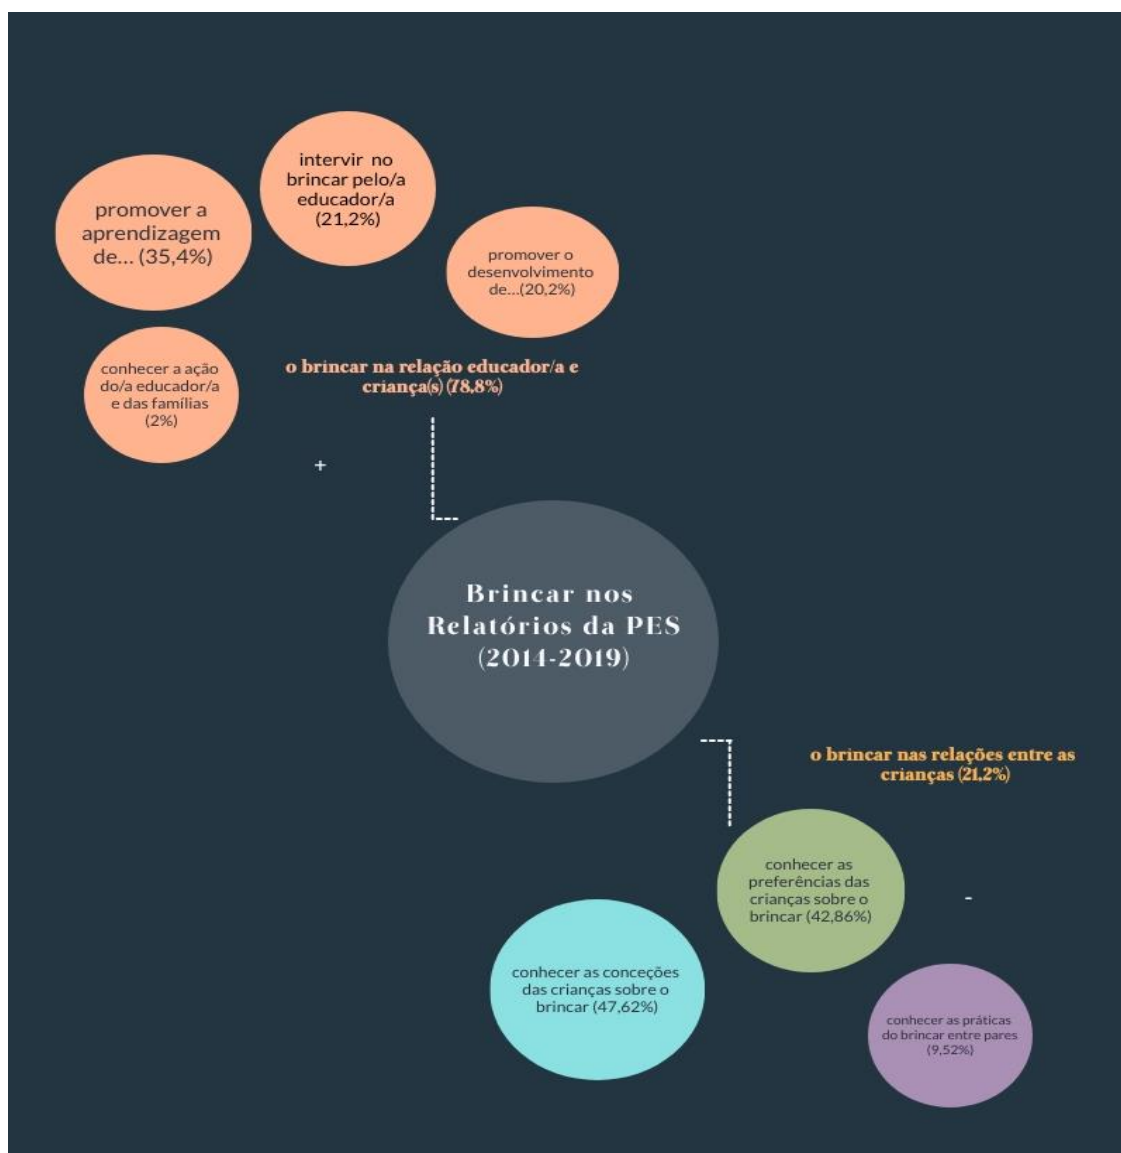 intervir no
brincar pelo/a
educador/a
(21,2%)
promover a
aprendizagem
de... (35,4%)
promover o
desenvolvimento
de...(20,2%)
conhecer a ação
do/a educador/a
e das famílias
(2%)
o brincar na relação educador/a e
criança(s) (78,8%)
+
Brincar nos
Relatórios da PES
(2014-2019)
o brincar nas relações entre as
crianças (21,2%)
conhecer as
preferências das
crianças sobre o
brincar (42,86%)
-
conhecer as conceções
das crianças sobre o
brincar (47,62%)
conhecer as práticas
do brincar entre pares
(9,52%)